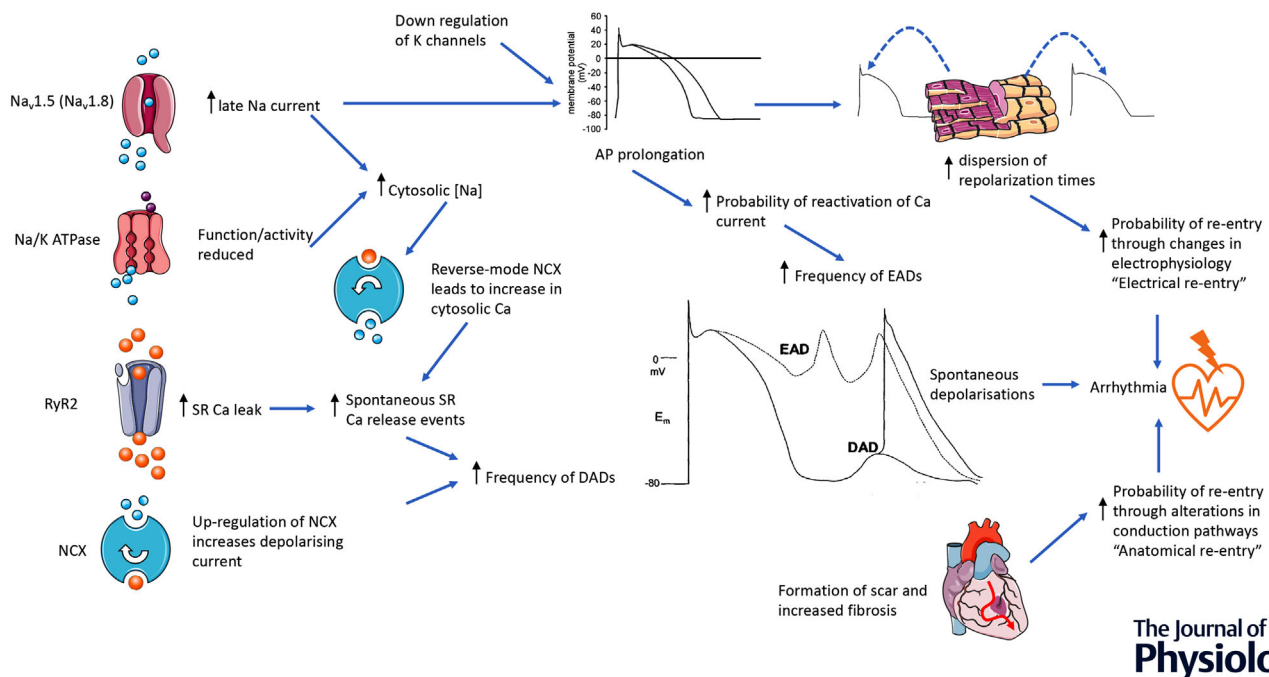 Down regulation
of K channels
membrane potential
(mV)
60
40
20
0
-20
-40
-60
-80
-100
Nav1.5 (Nav1.8)
late Na current
AP prolongation
dispersion of
repolarization times
Cytosolic [Na]
Probability of reactivation of Ca
current
Na/K ATPase
Function/activity
reduced
Probability of re-entry
through changes in
electrophysiology
“Electrical re-entry”
Reverse-mode NCX
leads to increase in
cytosolic Ca
Frequency of EADs
EAD
0
mV
Em
DAD
-80
Spontaneous
depolarisations
Arrhythmia
RyR2
SR Ca leak
Spontaneous SR
Ca release events
Frequency of DADs
NCX
Up-regulation of NCX
increases depolarising
current
Probability of re-entry
through alterations in
conduction pathways
“Anatomical re-entry”
Formation of scar and
increased fibrosis
The Journal of
Physiolo